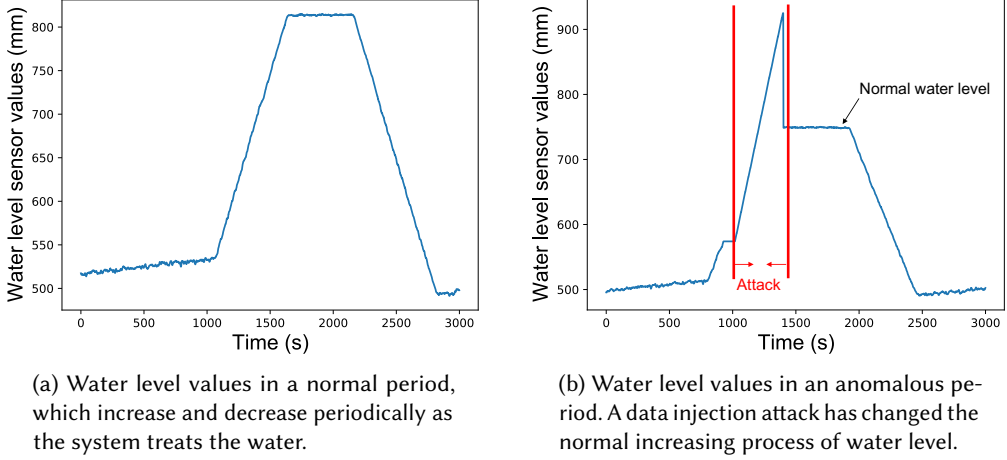 Water level sensor values (mm)
800
750
700
650
600
550
500
0 500 1000 1500 2000 2500 3000
Time (s)
(a) Water level values in a normal period,
which increase and decrease periodically as
the system treats the water.
Water level sensor values (mm)
900
800
700
600
500
Normal water level
Attack
0 500 1000 1500 2000 2500 3000
Time (s)
(b) Water level values in an anomalous pe-
riod. A data injection attack has changed the
normal increasing process of water level.